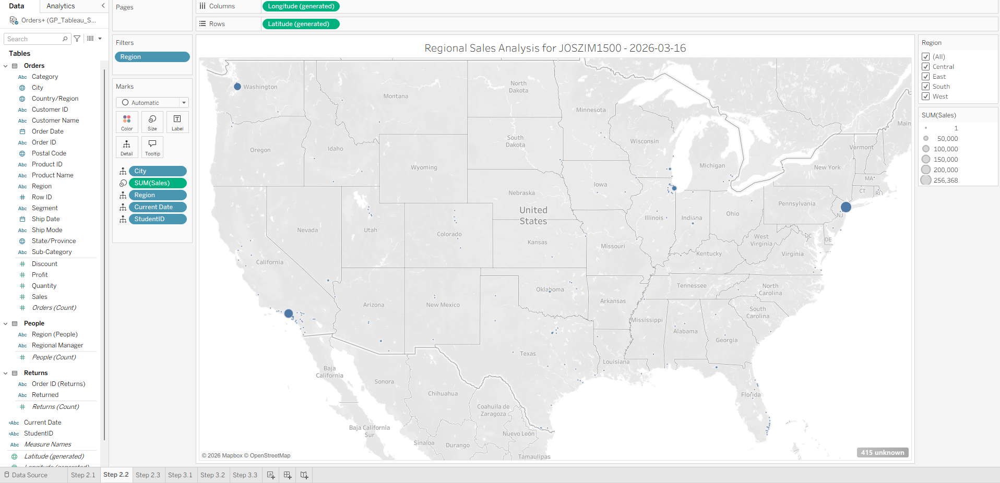 Data
Analytics
Orders+ (GP_Tableau_S...
Search
Tables
Orders
Abc Category
City
Country/Region
Abc Customer ID
Abc Customer Name
Order Date
Abc Order ID
Postal Code
Abc Product ID
Abc Product Name
Abc Region
# Row ID
Abc Segment
Ship Date
Abc Ship Mode
State/Province
Abc Sub-Category
# Discount
# Profit
# Quantity
# Sales
# Orders (Count)
People
Abc Region (People)
Abc Regional Manager
# People (Count)
Returns
Abc Order ID (Returns)
Abc Returned
# Returns (Count)
=Abc Current Date
=Abc StudentID
Abc Measure Names
Latitude (generated)
Longitude (generated)
Pages
Filters
Region
Marks
Automatic
Color
Size
Label
Detail
Tooltip
City
SUM(Sales)
Region
Current Date
StudentID
Columns
Longitude (generated)
Rows
Latitude (generated)
Regional Sales Analysis for JOSZIM1500 - 2026-03-16
Washington
Montana
North
Dakota
Minnesota
Main
Oregon
Idaho
South
Dakota
Wisconsin
Vermont
Wyoming
Michigan
New York
Iowa
MA
Nebraska
CT
RI
United
States
Pennsylvania
NJ
Nevada
Utah
Colorado
Illinois
Indiana
Ohio
Kansas
Missouri
West
Virginia
DC
DE
California
Kentucky
Virginia
Arizona
New Mexico
Oklahoma
Arkansas
Tennessee
North
Carolina
Mississippi
Alabama
South
Carolina
Georgia
Texas
Louisiana
Baja
California
Sonora
Chihuahua
Florida
Coahuila de
Zaragoza
Baja California
Sur
Nuevo León
Sinaloa
Durango
Tamaulipas
© 2026 Mapbox © OpenStreetMap
415 unknown
Region
(All)
Central
East
South
West
SUM(Sales)
1
50,000
100,000
150,000
200,000
256,368
Data Source
Step 2.1
Step 2.2
Step 2.3
Step 3.1
Step 3.2
Step 3.3